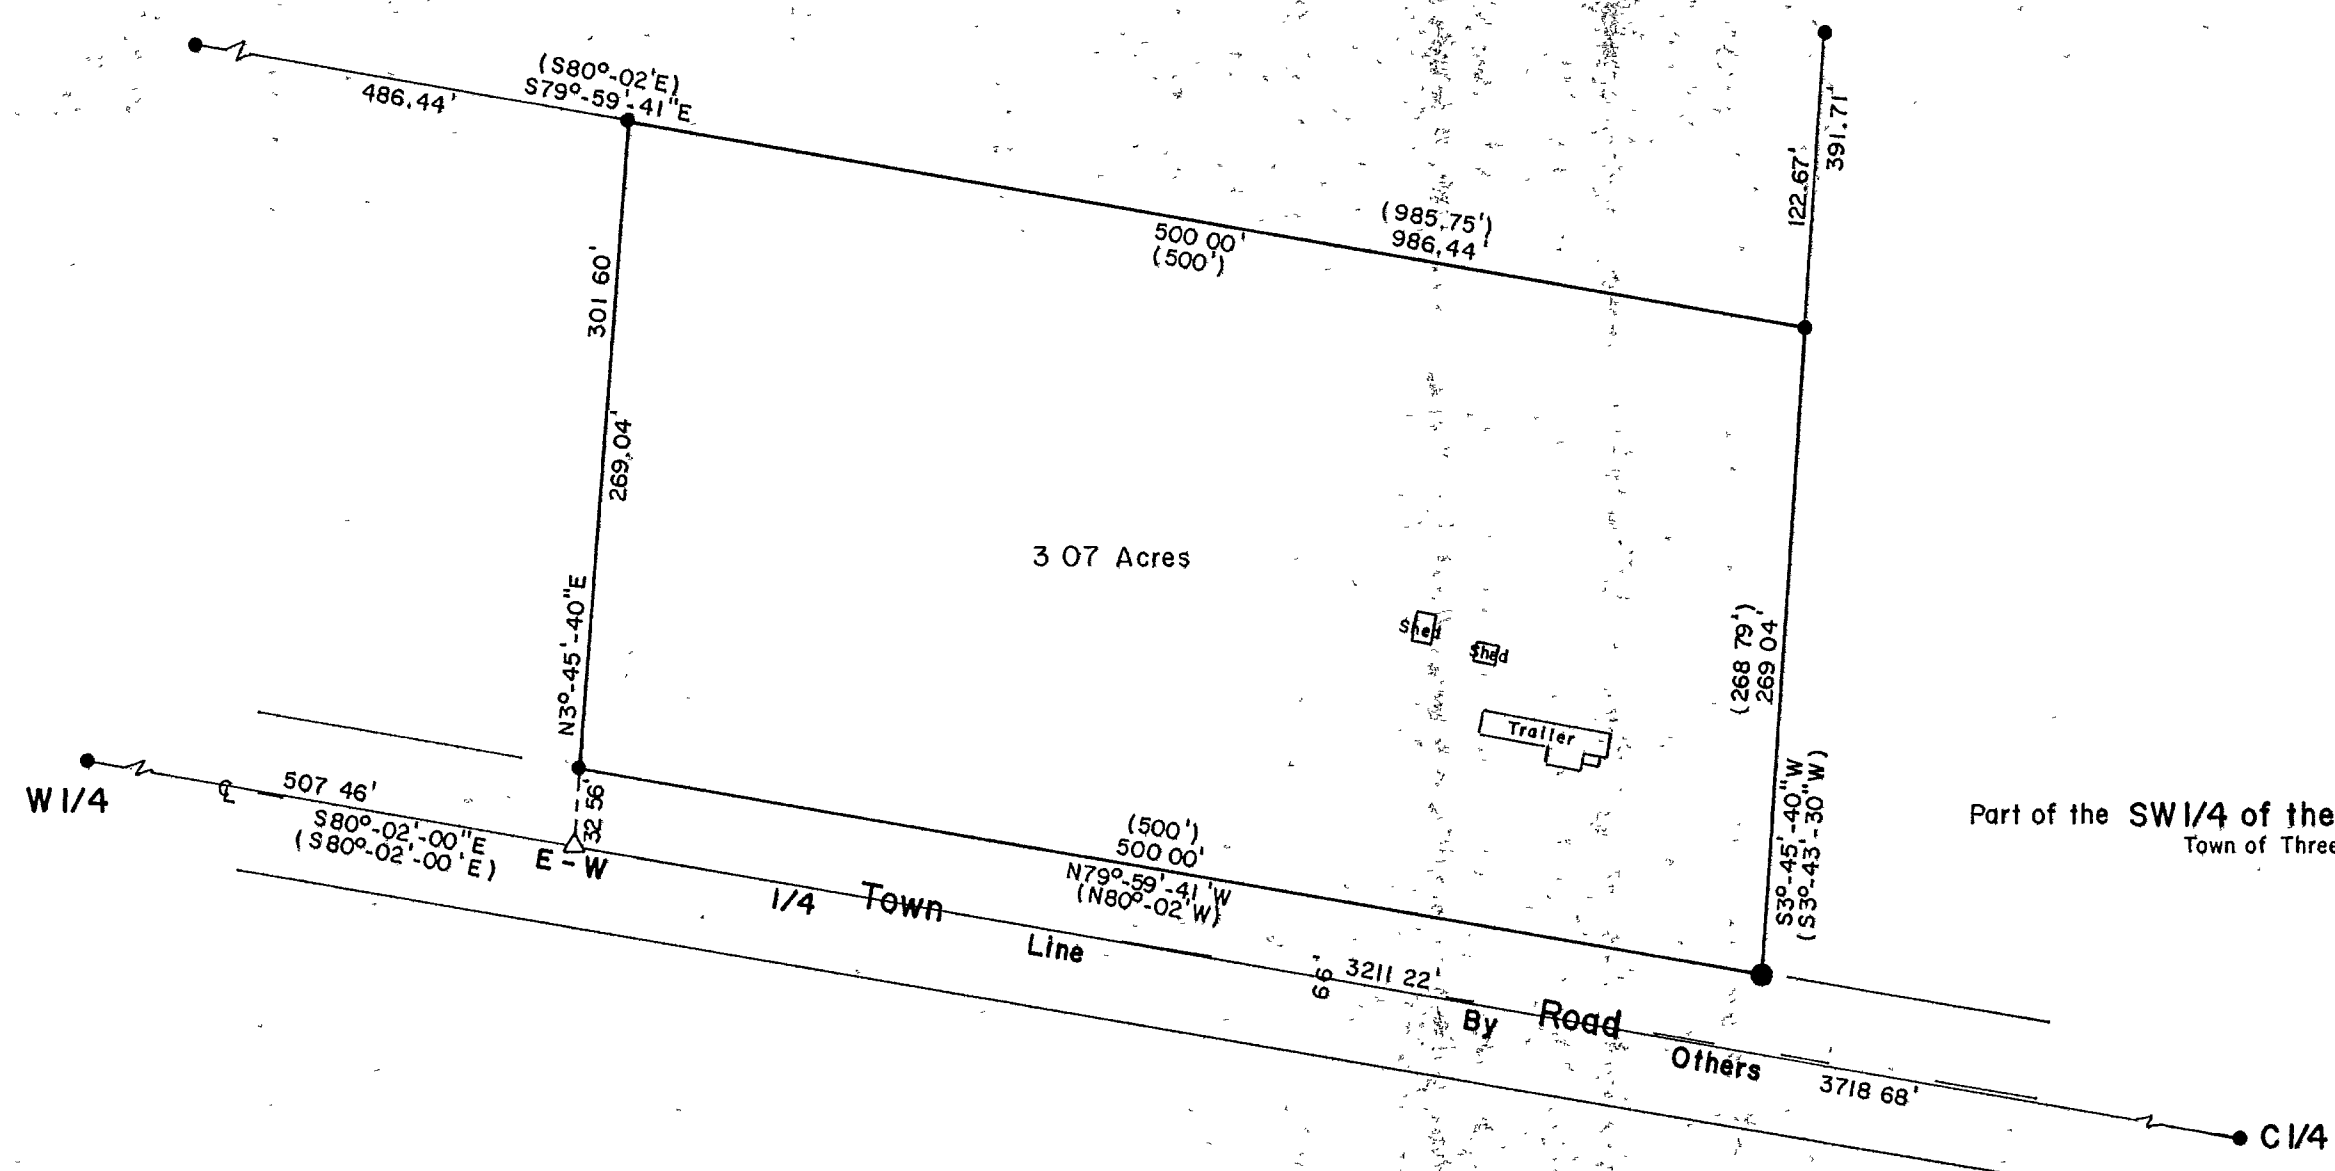 (S80°-02'E)
S79°-59'-41"E
486.44'
391.71'
122.67'
(985.75')
986.44'
500 00'
(500')
301 60'
269.04'
N3°-45'-40"E
3 07 Acres
Shed
Shed
Trailer
(268 79')
269 04'
S3°-45'-40"W
(S3°-43'-30"W)
W 1/4
℄
507 46'
S80°-02'-00"E
(S80°-02'-00'E)
32 56'
E - W
1/4 Town
Line
(500')
500 00'
N79°-59'-41'W
(N80°-02'W)
66'
3211 22'
By Road
Others
3718 68'
C 1/4
Part of the SW 1/4 of the
Town of Three